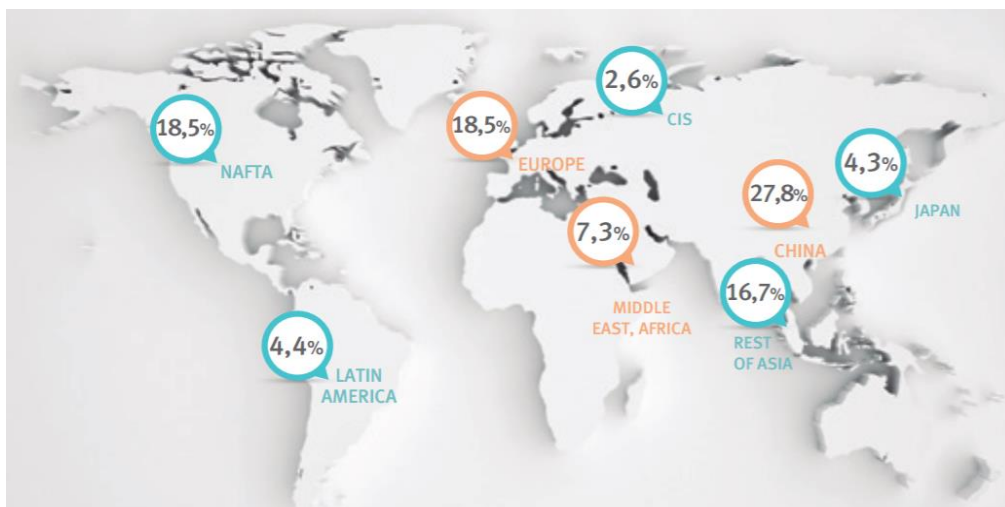 2,6%
CIS
18,5%
NAFTA
18,5%
EUROPE
4,3%
JAPAN
27,8%
CHINA
7,3%
MIDDLE
EAST, AFRICA
16,7%
REST
OF ASIA
4,4%
LATIN
AMERICA